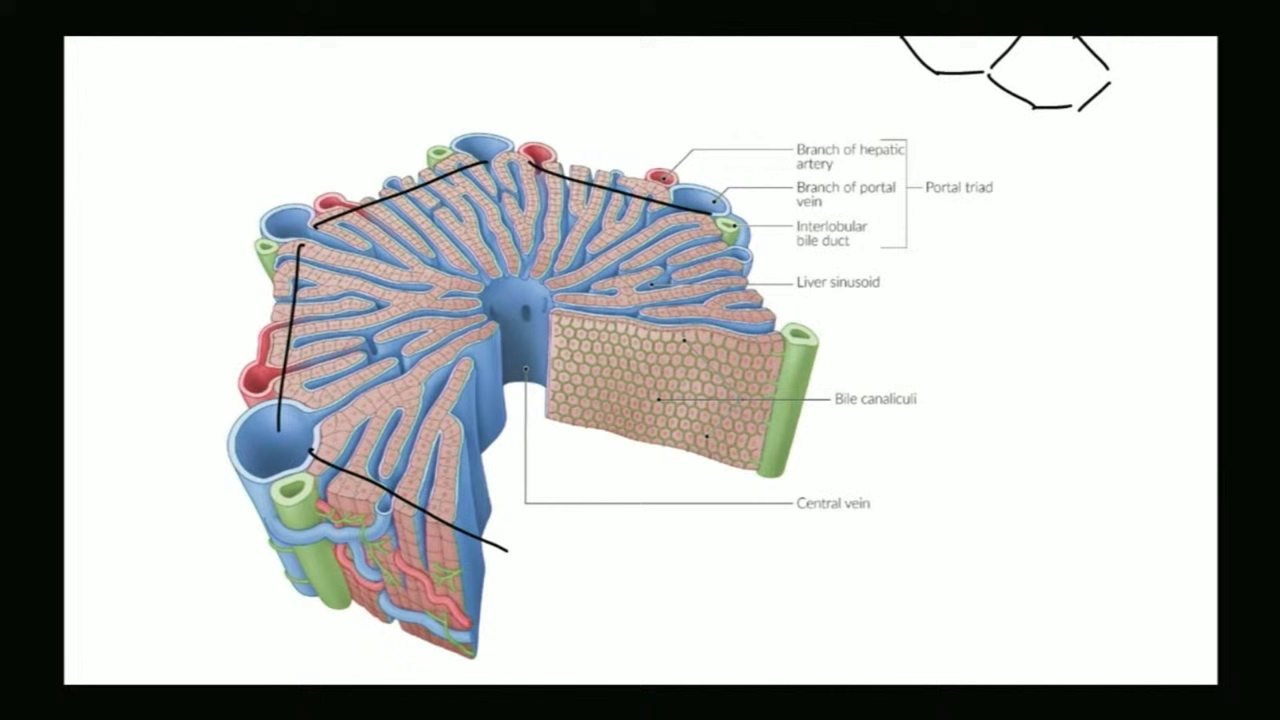 Branch of hepatic
artery
Branch of portal
vein
Portal triad
Interlobular
bile duct
Liver sinusoid
Bile canaliculi
Central vein